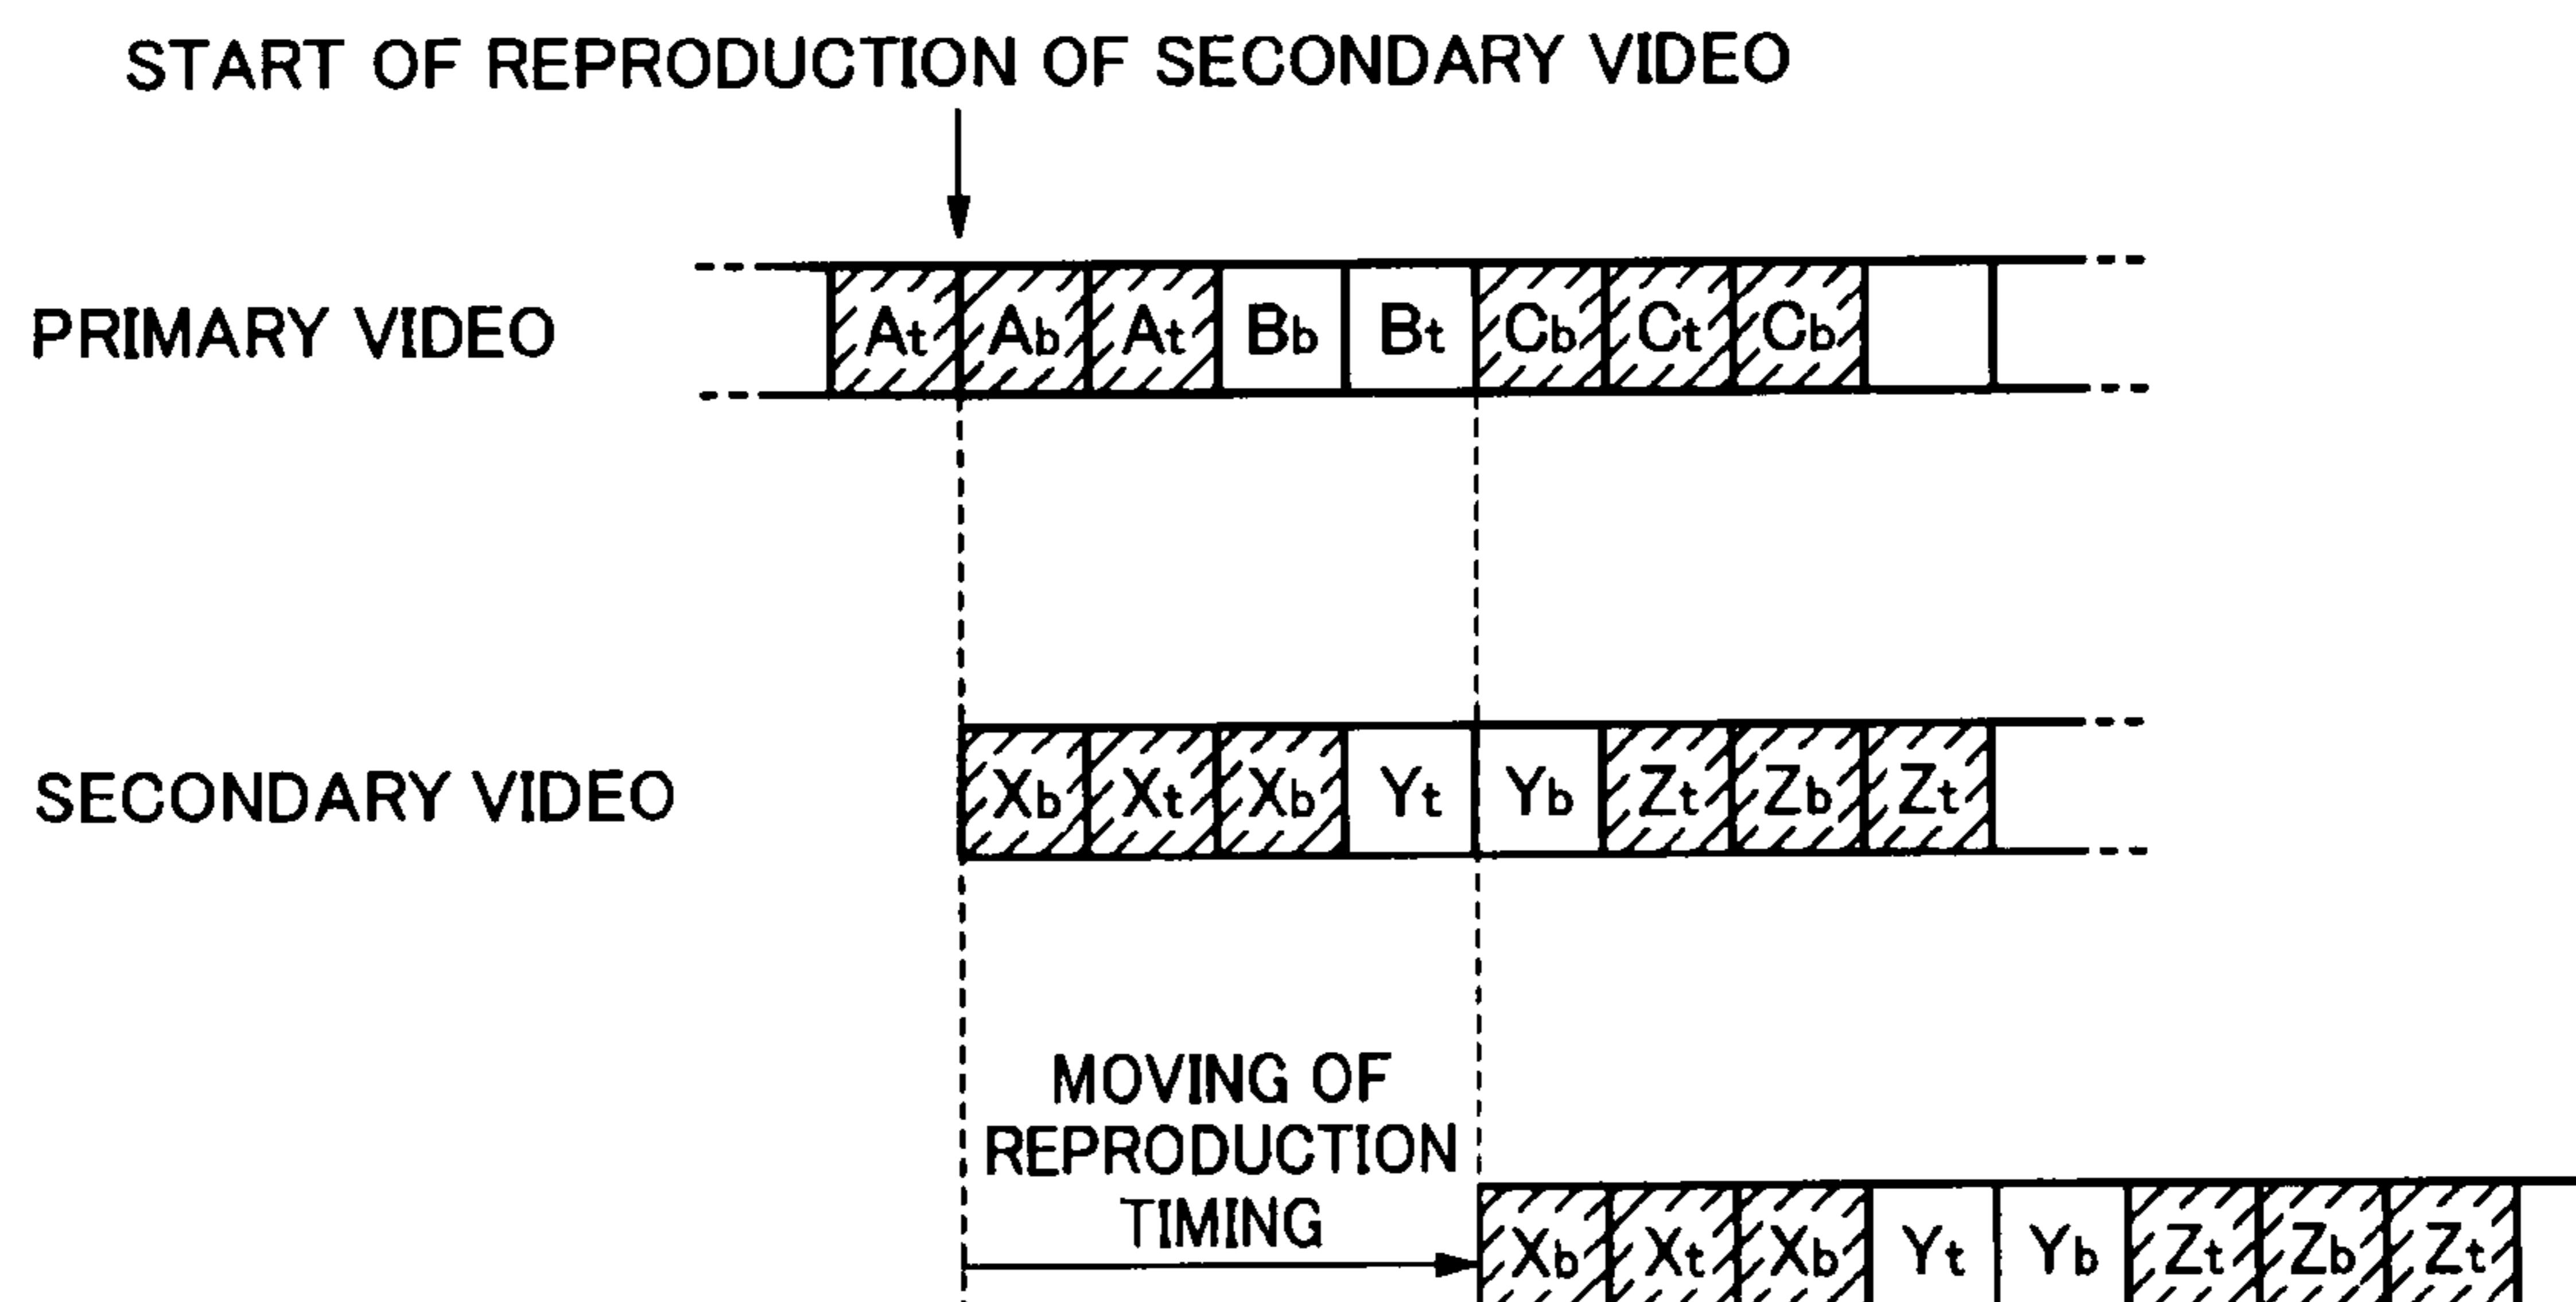 START OF REPRODUCTION OF SECONDARY VIDEO
PRIMARY VIDEO At Ab At Bb Bt Cb Ct Cb
SECONDARY VIDEO Xb Xt Xb Yt Yb Zt Zb Zt
MOVING OF
REPRODUCTION
TIMING
Xb Xt Xb Yt Yb Zt Zb Zt